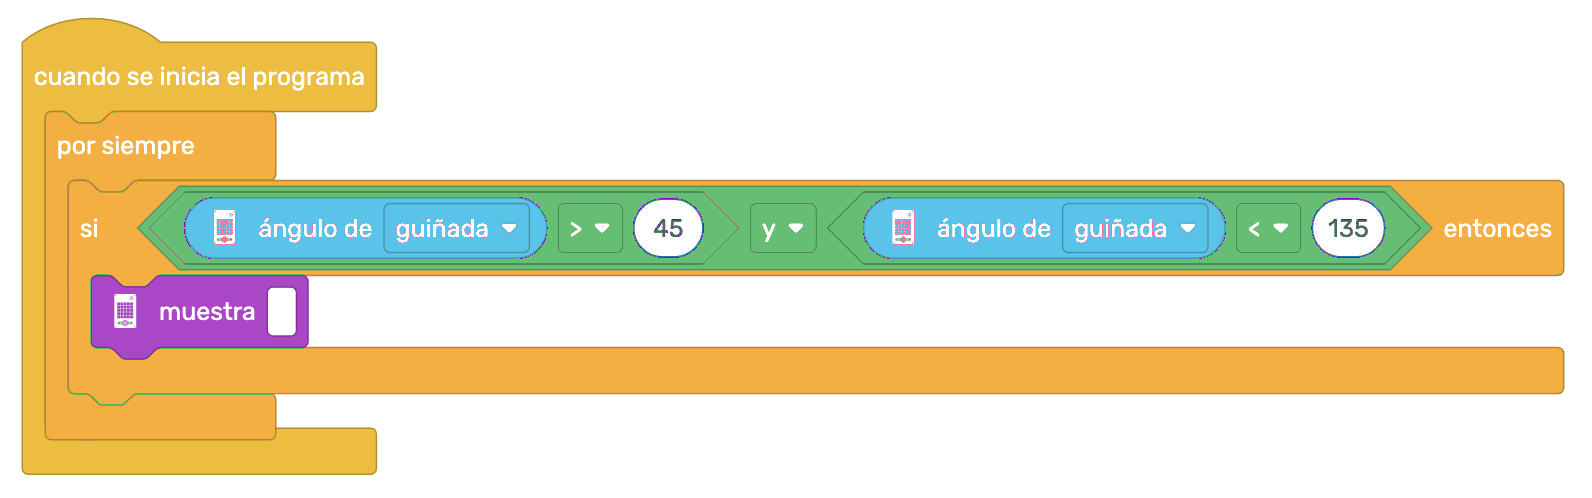 cuando se inicia el programa
por siempre
si ángulo de guiñada > 45 y ángulo de guiñada < 135 entonces
muestra